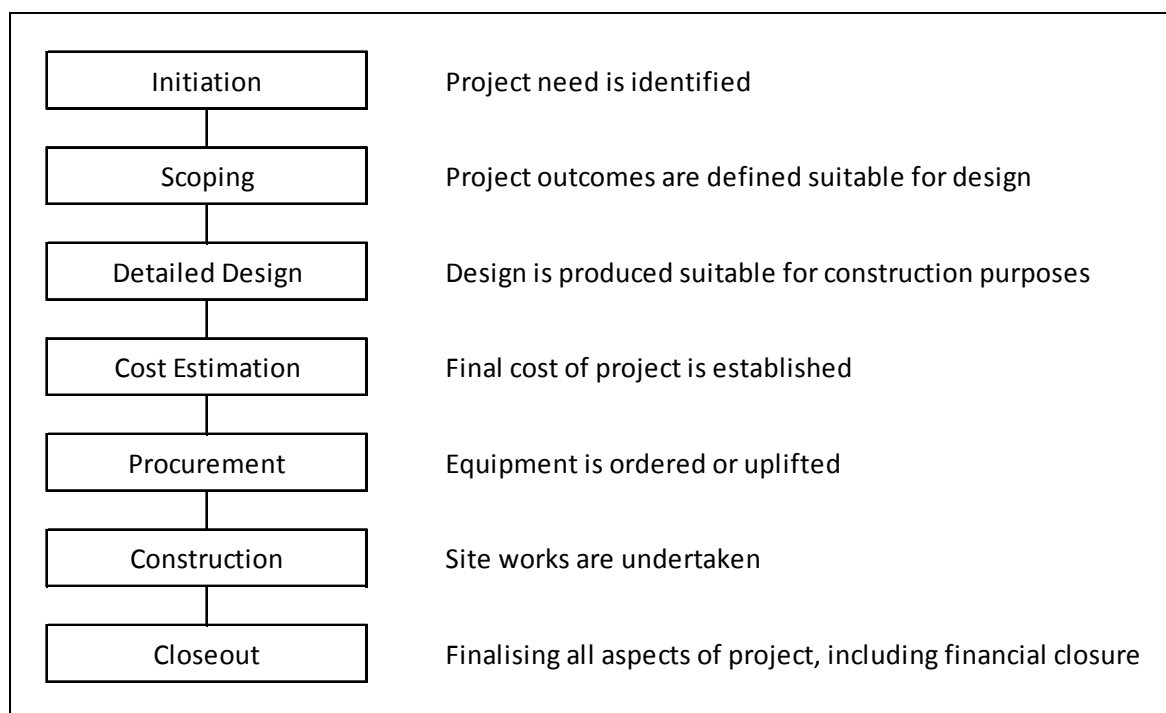 Initiation
Project need is identified
Scoping
Project outcomes are defined suitable for design
Detailed Design
Design is produced suitable for construction purposes
Cost Estimation
Final cost of project is established
Procurement
Equipment is ordered or uplifted
Construction
Site works are undertaken
Closeout
Finalising all aspects of project, including financial closure